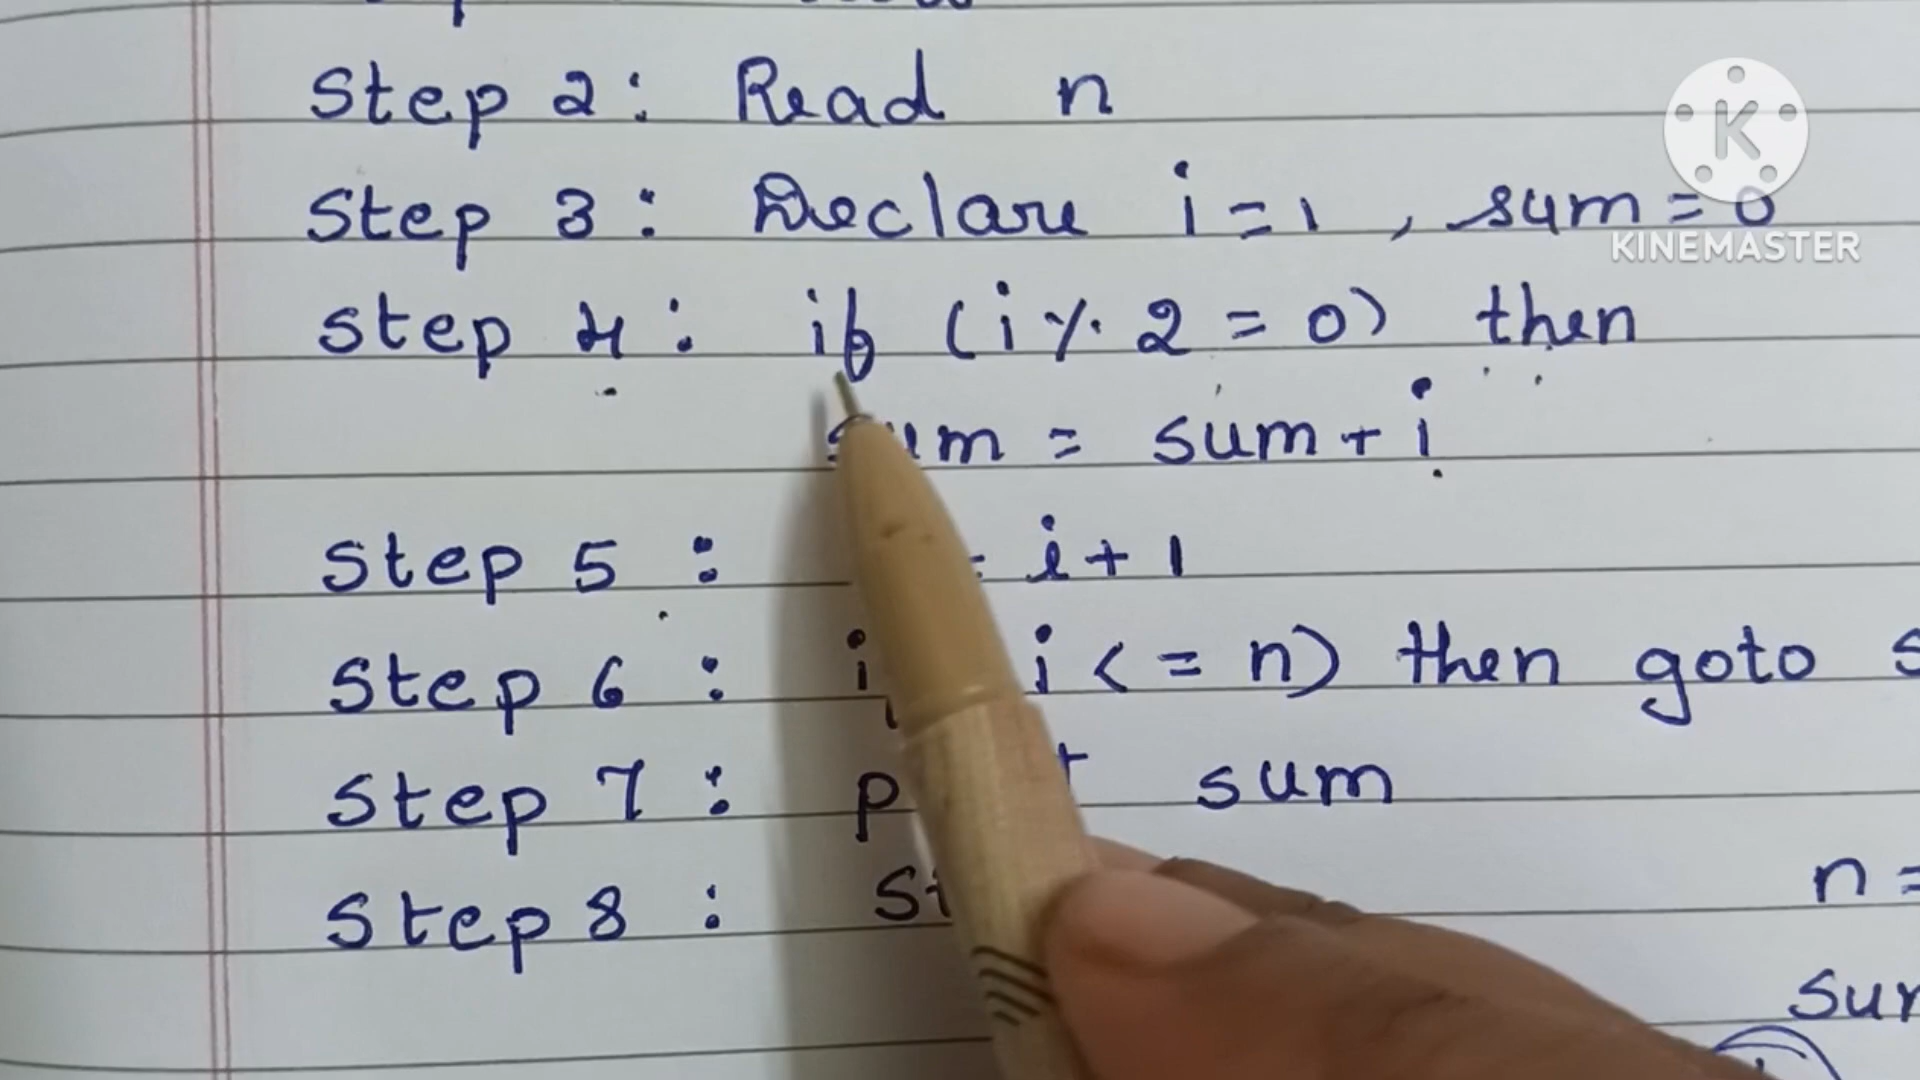 Step 2: Read n
Step 3: Declare i=1, sum=0
Step 4: if (i % 2 = 0) then
sum = sum + i
Step 5: i + 1
Step 6: i <= n) then goto
Step 7: sum
Step 8:
n =
K
KINEMASTER